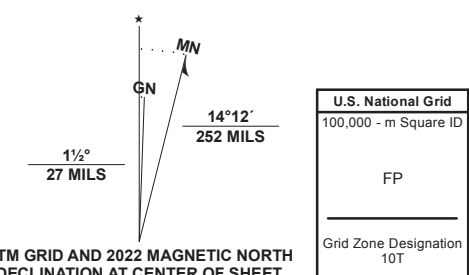 ★
MN
GN
14°12´
252 MILS
1½°
27 MILS
TM GRID AND 2022 MAGNETIC NORTH
DECLINATION AT CENTER OF SHEET
U.S. National Grid
100,000 - m Square ID
FP
Grid Zone Designation
10T